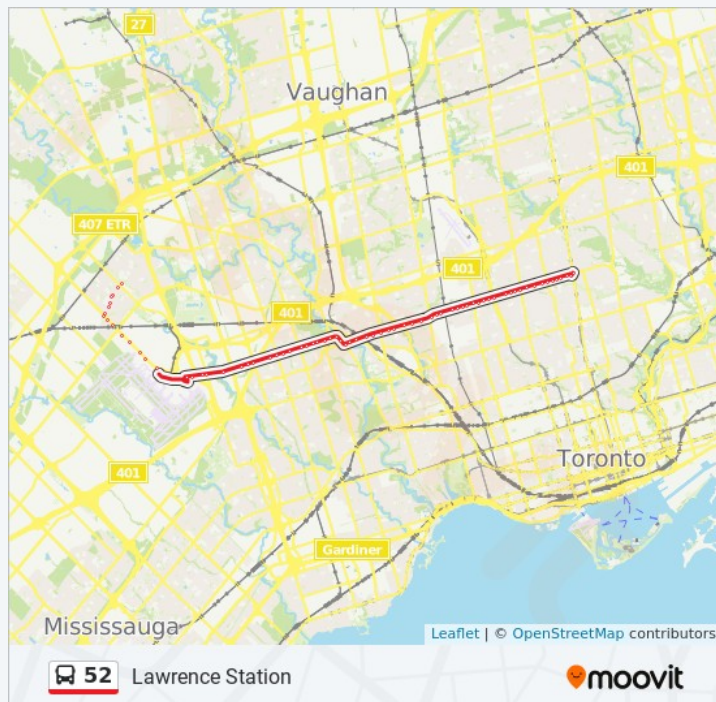 27
Vaughan
401
407 ETR
401
401
Toronto
401
Gardiner
Mississauga
Leaflet | © OpenStreetMap contributors
52 Lawrence Station
moovit